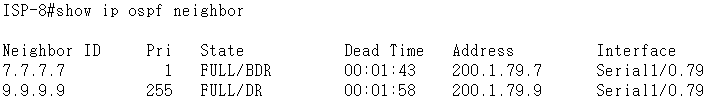 ISP-8#show ip ospf neighbor
Neighbor ID Pri State Dead Time Address Interface
7.7.7.7 1 FULL/BDR 00:01:43 200.1.79.7 Serial1/0.79
9.9.9.9 255 FULL/DR 00:01:58 200.1.79.9 Serial1/0.79